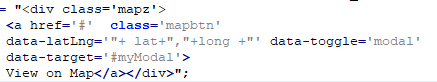 = "<div class='mapz'>
<a href='#'  class='mapbtn'
data-latLng='"+ lat+","+long +"' data-toggle='modal'
data-target='#myModal'>
View on Map</a></div>";